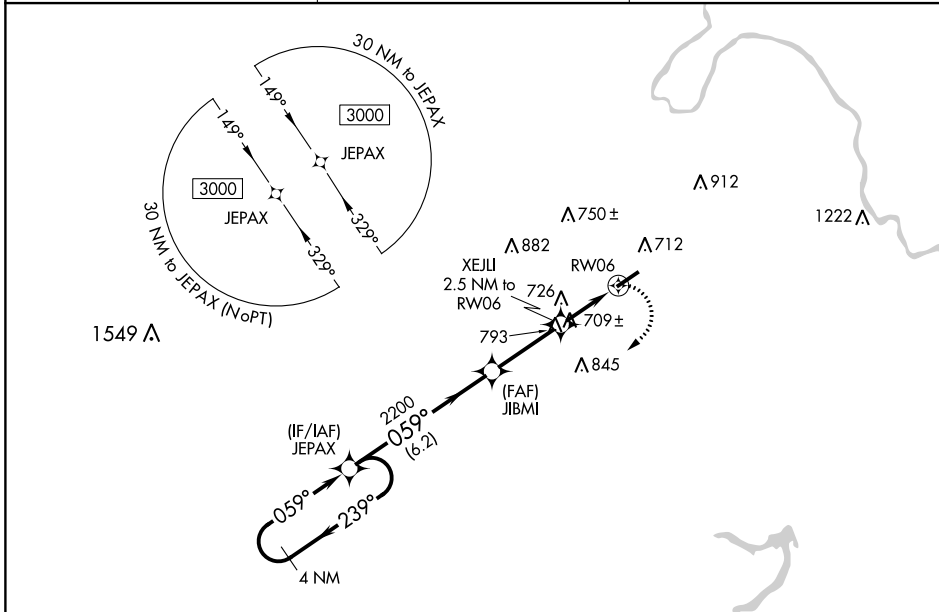 30 NM to JEPAX
149°
3000
JEPAX
329°
149°
3000
JEPAX
329°
30 NM to JEPAX (NoPT)
912
750 ±
1222
882
712
XEJLI
2.5 NM to
RW06
RW06
726
709 ±
793
1549
845
(FAF)
JIBMI
2200
059°
(6.2)
(IF/IAF)
JEPAX
059°
239°
4 NM